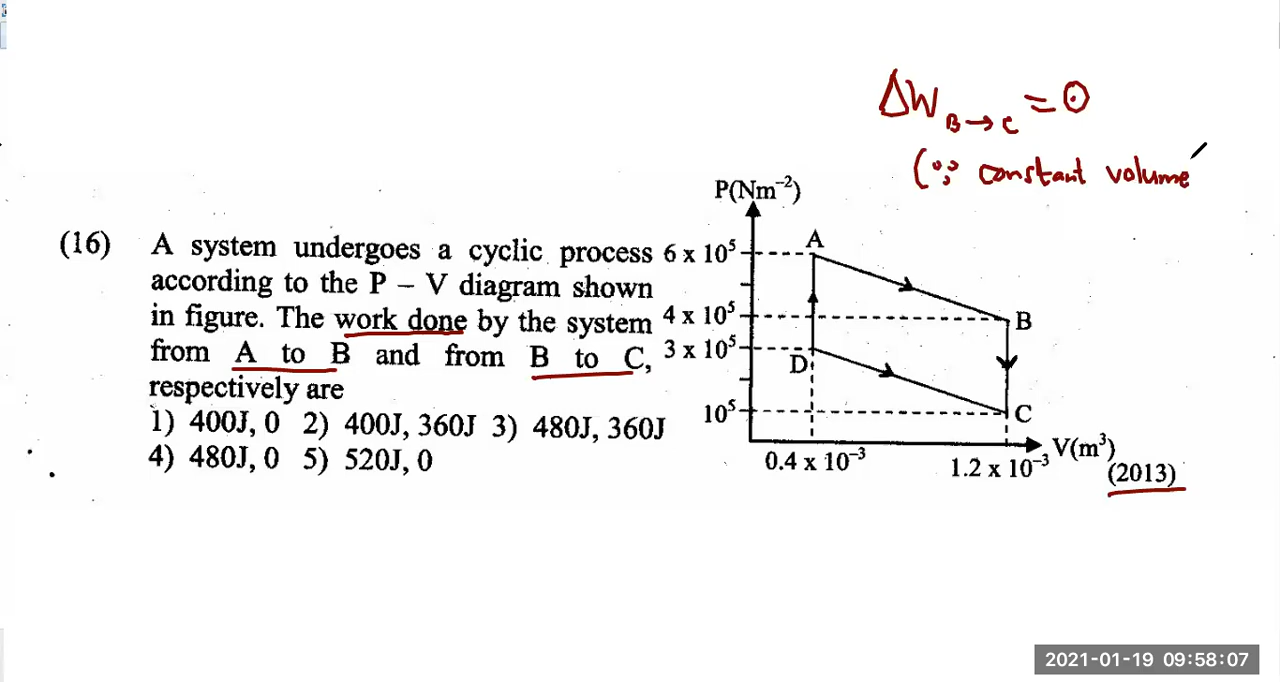 ΔW B→C = 0
(∵ constant volume
P(Nm⁻²)
(16) A system undergoes a cyclic process
according to the P – V diagram shown
in figure. The work done by the system
from A to B and from B to C,
respectively are
1) 400J, 0 2) 400J, 360J 3) 480J, 360J
4) 480J, 0 5) 520J, 0
6 x 10⁵
4 x 10⁵
3 x 10⁵
10⁵
A
B
D
C
V(m³)
0.4 x 10⁻³
1.2 x 10⁻³
(2013)
2021-01-19 09:58:07